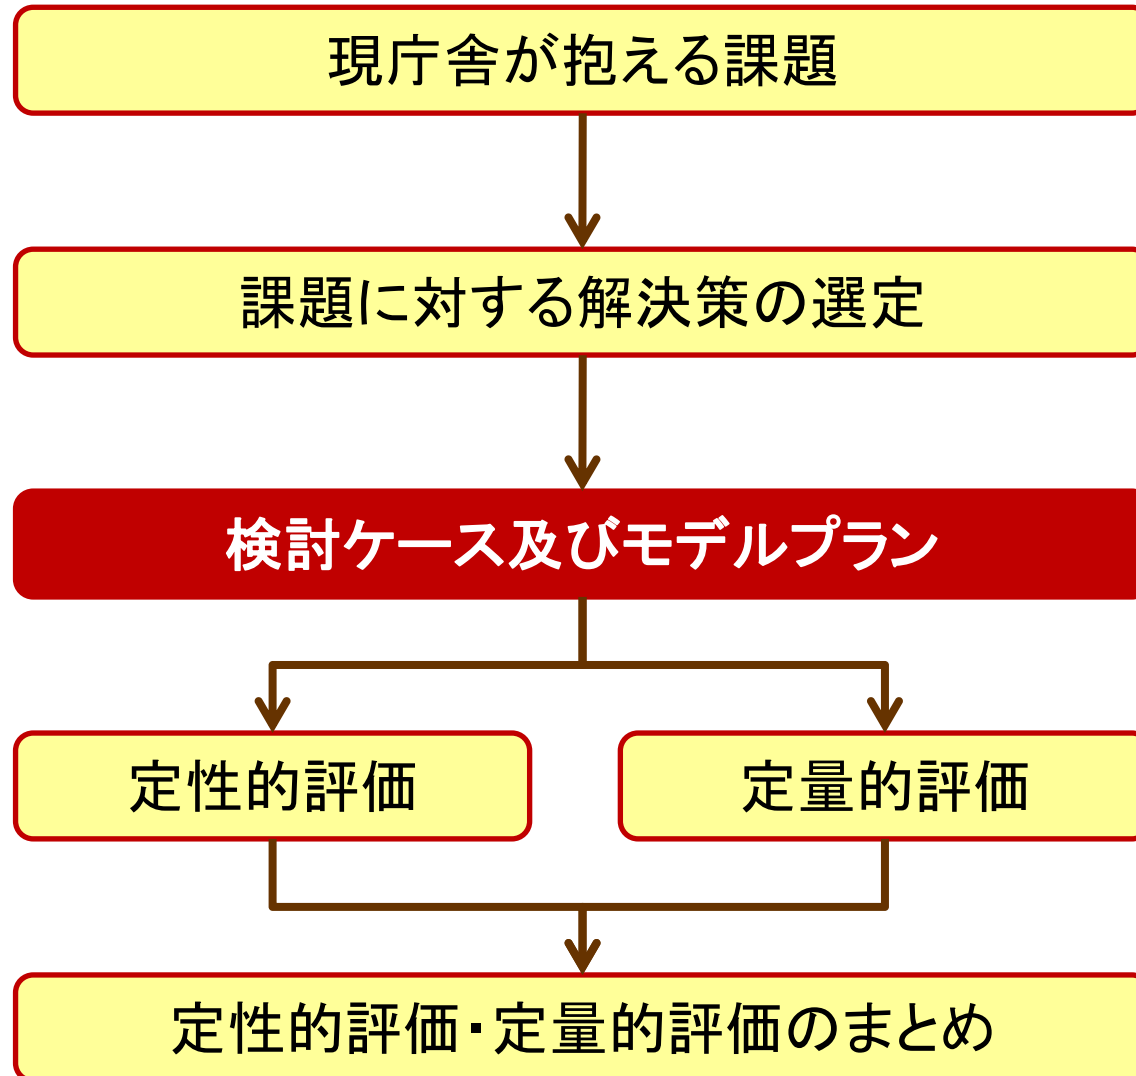 現庁舎が抱える課題
課題に対する解決策の選定
検討ケース及びモデルプラン
定性的評価
定量的評価
定性的評価・定量的評価のまとめ